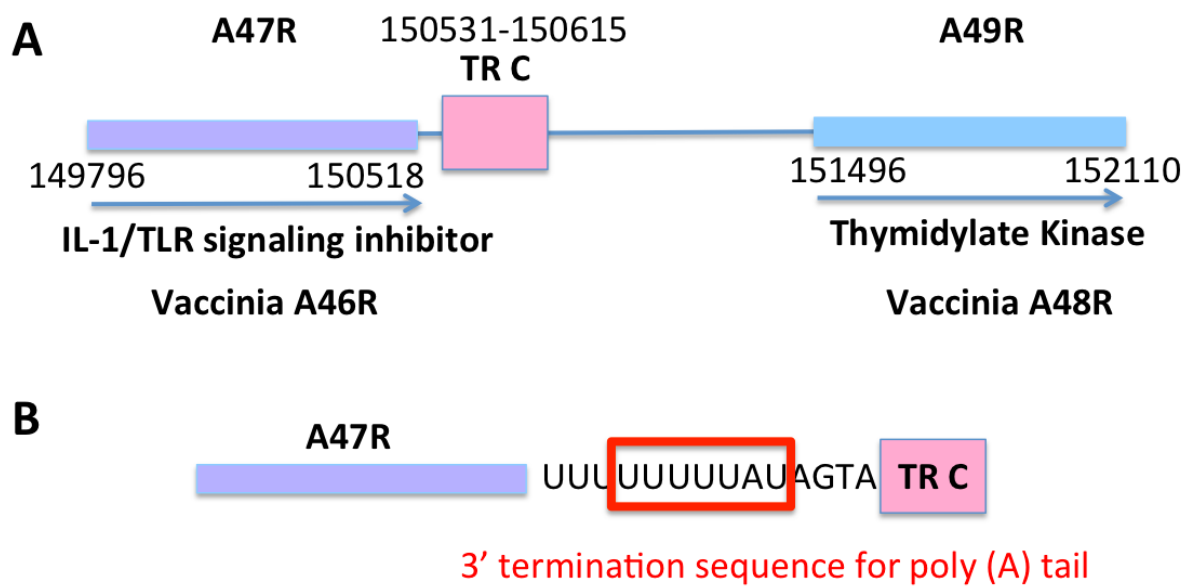 A
A47R
150531-150615
A49R
TR C
149796
150518
151496
152110
IL-1/TLR signaling inhibitor
Thymidylate Kinase
Vaccinia A46R
Vaccinia A48R
B
A47R
UUUUUUUUAUAGTA
TR C
3’ termination sequence for poly (A) tail